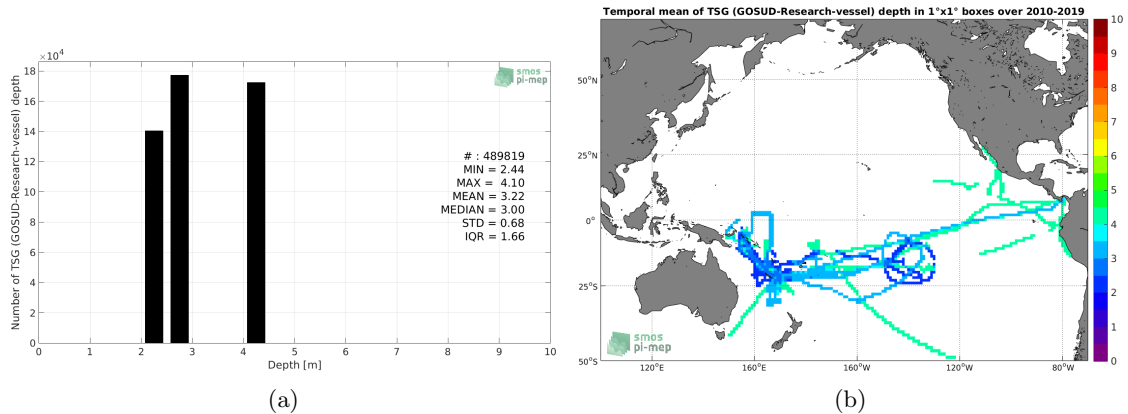 ×10⁴
18
16
14
12
10
8
6
4
2
0
Number of TSG (GOSUD-Research-vessel) depth
0 1 2 3 4 5 6 7 8 9 10
Depth [m]
smos
pi-mep
# : 489819
MIN = 2.44
MAX = 4.10
MEAN = 3.22
MEDIAN = 3.00
STD = 0.68
IQR = 1.66
(a)
Temporal mean of TSG (GOSUD-Research-vessel) depth in 1°x1° boxes over 2010-2019
50°N
25°N
0°
25°S
50°S
120°E 160°E 160°W 120°W 80°W
smos
pi-mep
10
9
8
7
6
5
4
3
2
1
0
(b)